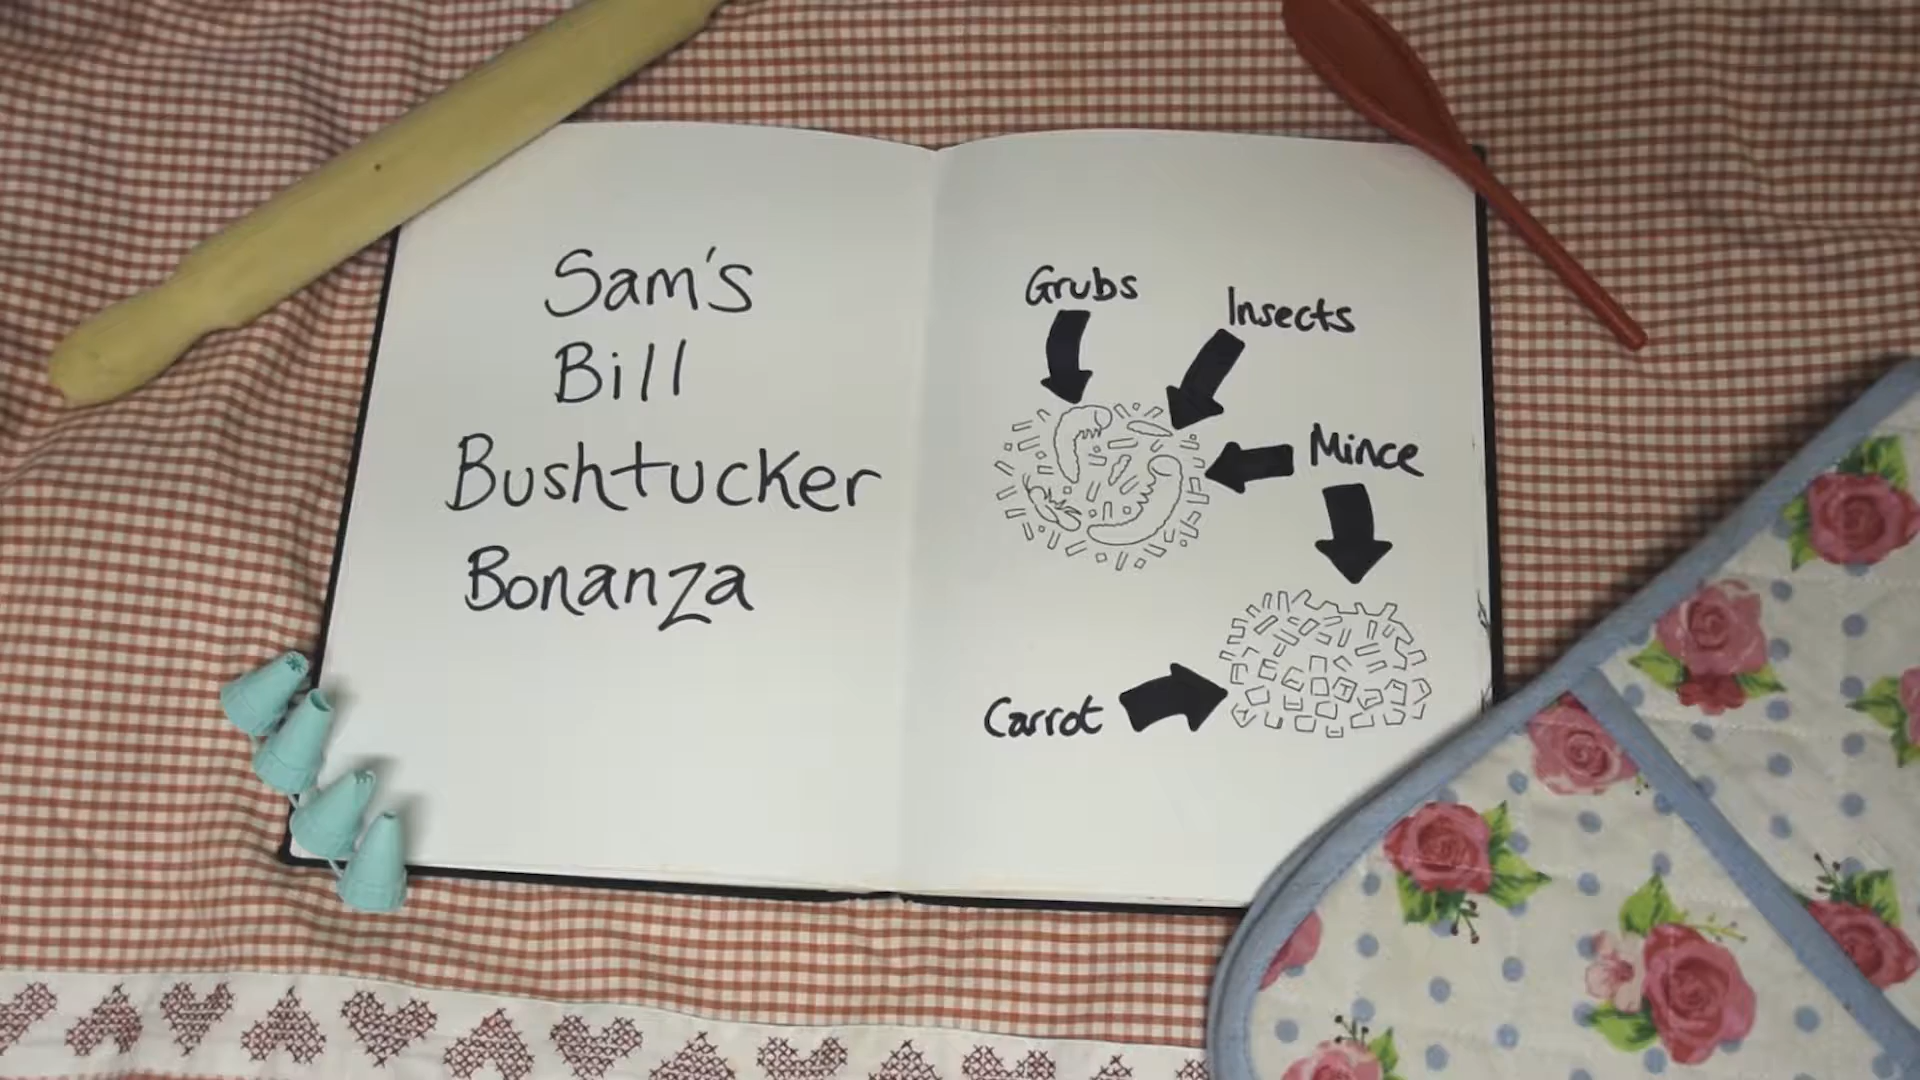 Sam's
Bill
Bushtucker
Bonanza
Grubs
Insects
Mince
Carrot